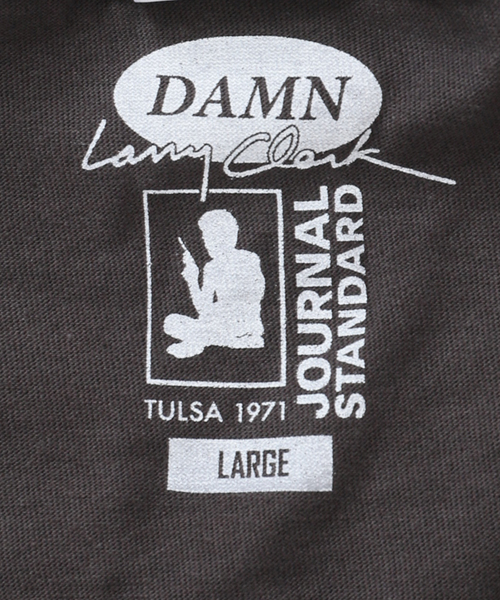 DAMN
Larry Clark
JOURNAL
STANDARD
TULSA 1971
LARGE